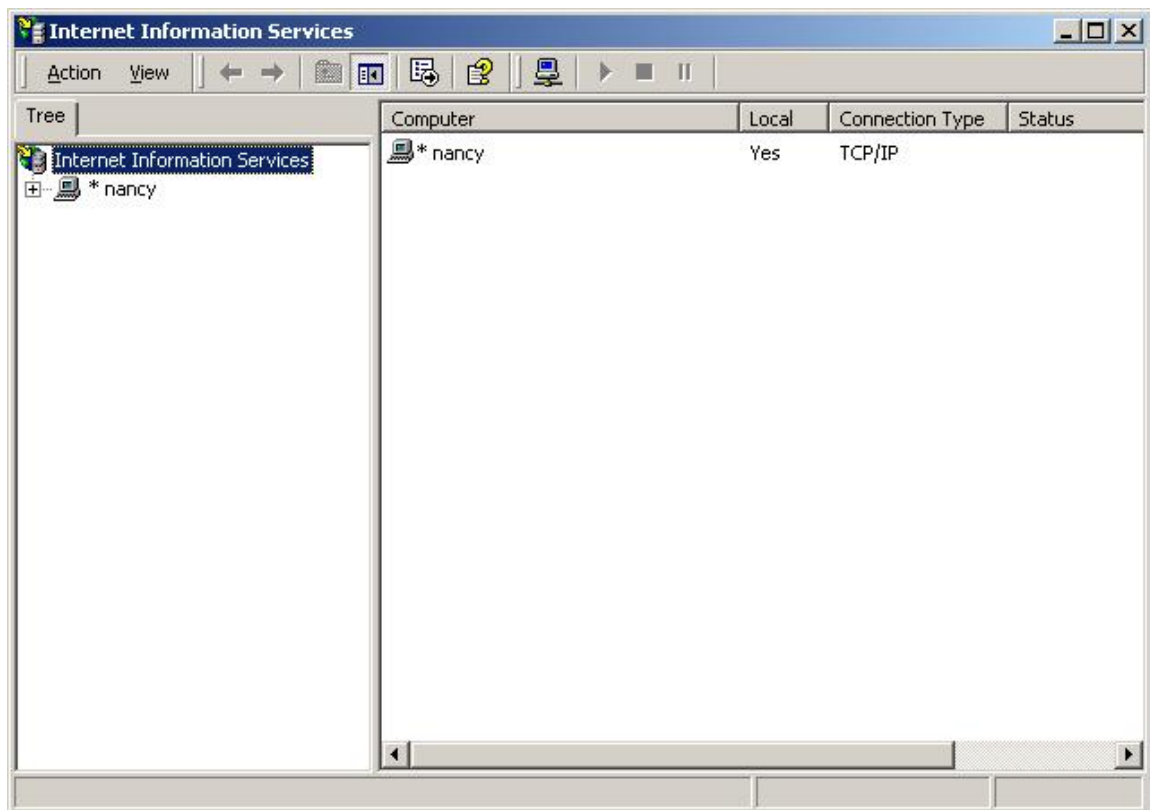 Internet Information Services
Action View
Tree
Internet Information Services
* nancy
Computer Local Connection Type Status
* nancy Yes TCP/IP